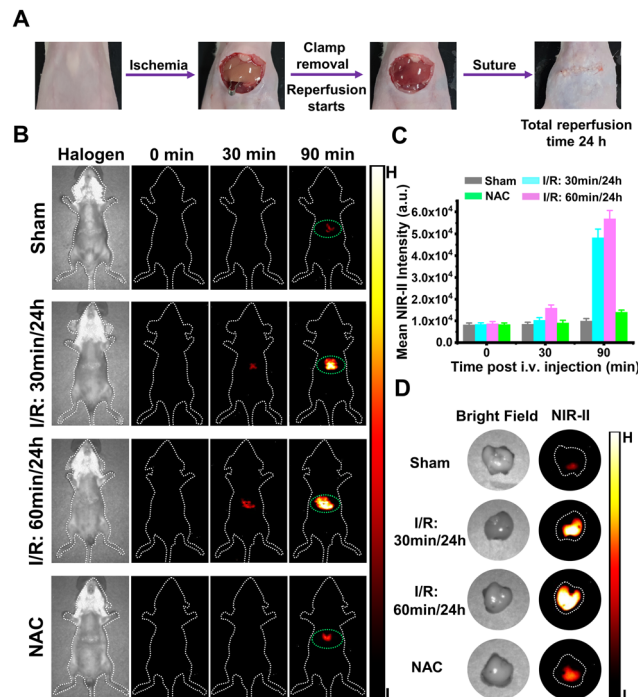 A
Ischemia
Clamp
removal
Reperfusion
starts
Suture
Total reperfusion
time 24 h
B
Halogen 0 min 30 min 90 min
H
Sham
I/R: 30min/24h
I/R: 60min/24h
NAC
C
Sham I/R: 30min/24h
NAC I/R: 60min/24h
Mean NIR-II Intensity (a.u.)
6.0x10⁴
5.0x10⁴
4.0x10⁴
3.0x10⁴
2.0x10⁴
1.0x10⁴
0.0
0 30 90
Time post i.v. injection (min)
D
Bright Field NIR-II
H
Sham
I/R:
30min/24h
I/R:
60min/24h
NAC